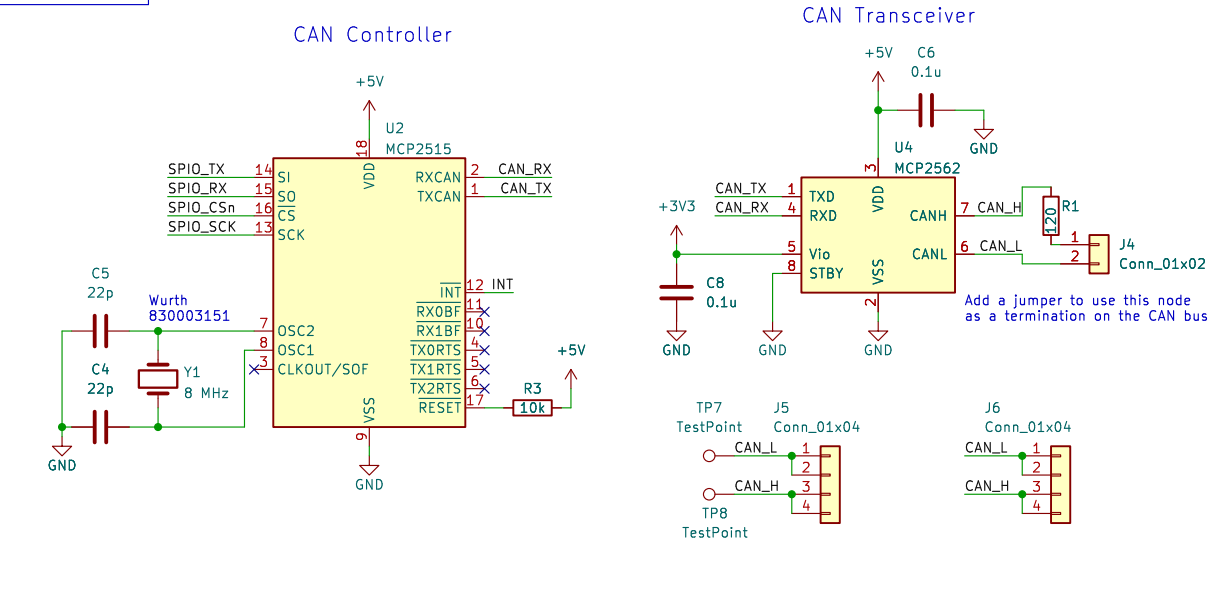 CAN Controller
+5V
U2
MCP2515
18
VDD
SPIO_TX
14
SI
SPIO_RX
15
SO
SPIO_CSn
16
CS
SPIO_SCK
13
SCK
RXCAN
2
CAN_RX
TXCAN
1
CAN_TX
INT
12
INT
RX0BF
11
RX1BF
10
TX0RTS
4
TX1RTS
5
TX2RTS
6
RESET
17
R3
10k
+5V
C5
22p
Wurth
830003151
7
OSC2
8
OSC1
3
CLKOUT/SOF
C4
22p
Y1
8 MHz
GND
VSS
9
GND
CAN Transceiver
+5V
C6
0.1u
GND
U4
MCP2562
3
VDD
CAN_TX
1
TXD
CAN_RX
4
RXD
+3V3
5
Vio
8
STBY
C8
0.1u
GND
GND
VSS
2
GND
CANH
7
CAN_H
CANL
6
CAN_L
R1
120
1
2
J4
Conn_01x02
Add a jumper to use this node
as a termination on the CAN bus
TP7
TestPoint
J5
Conn_01x04
CAN_L
1
2
CAN_H
3
4
TP8
TestPoint
J6
Conn_01x04
CAN_L
1
2
CAN_H
3
4